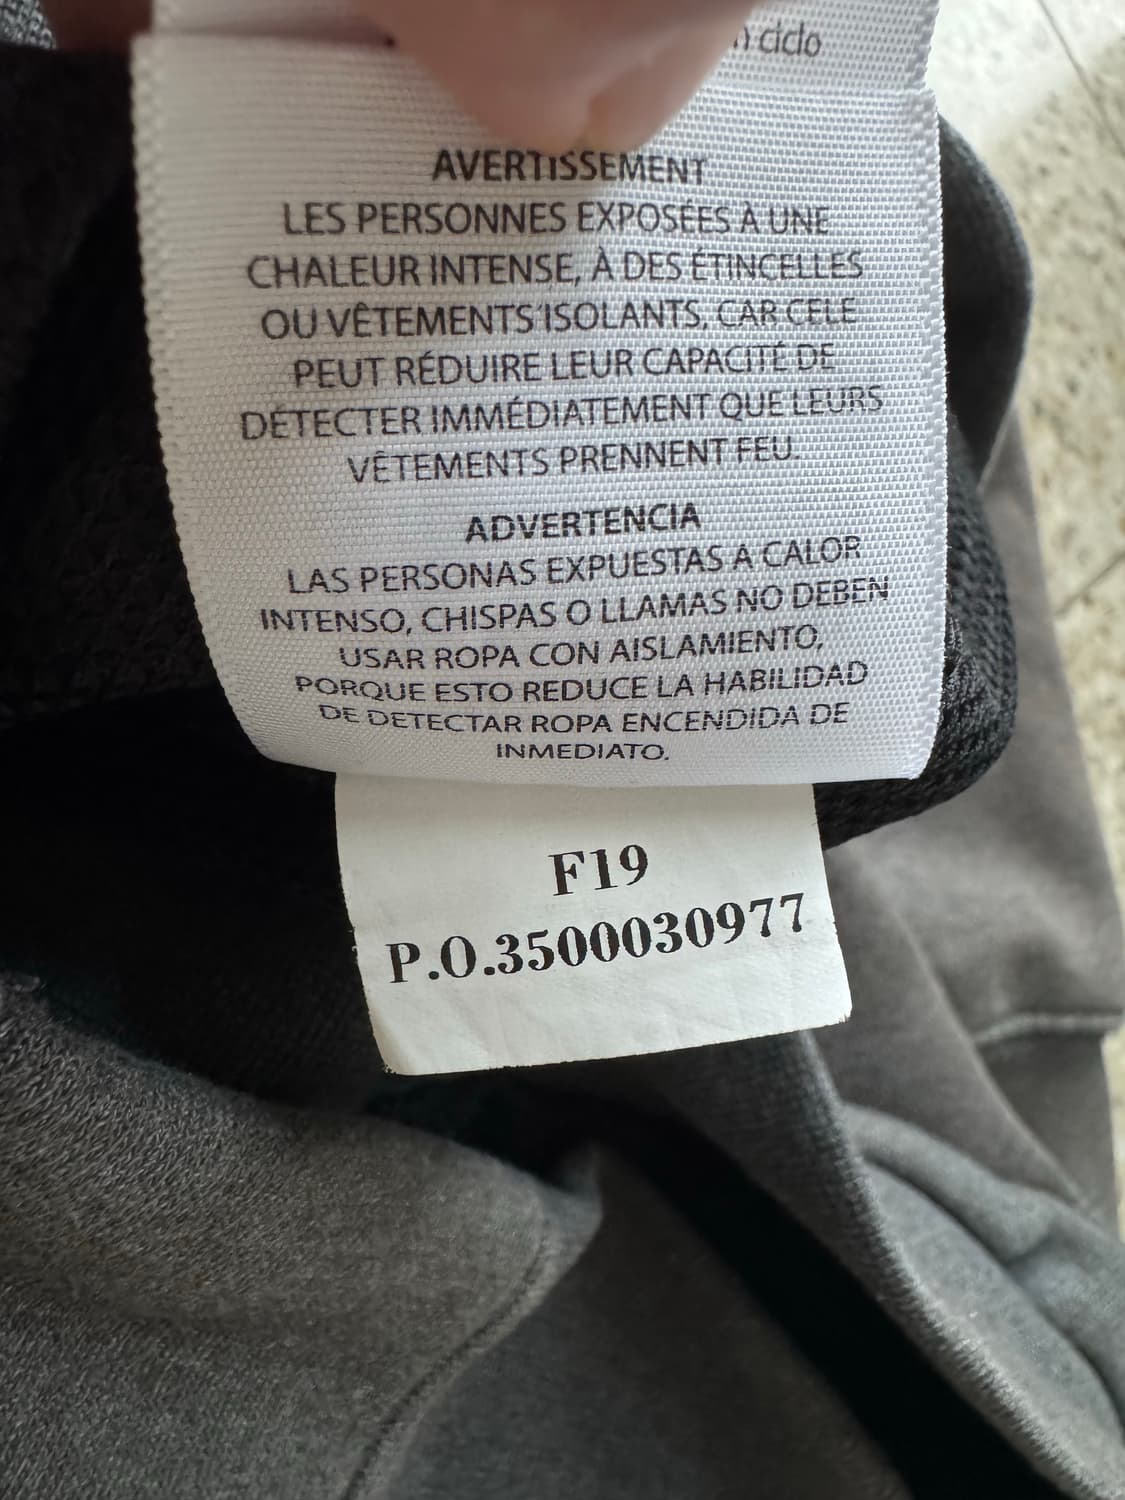 ciclo
AVERTISSEMENT
LES PERSONNES EXPOSÉES À UNE
CHALEUR INTENSE, À DES ÉTINCELLES
OU VÊTEMENTS ISOLANTS, CAR CELE
PEUT RÉDUIRE LEUR CAPACITÉ DE
DÉTECTER IMMÉDIATEMENT QUE LEURS
VÊTEMENTS PRENNENT FEU.
ADVERTENCIA
LAS PERSONAS EXPUESTAS A CALOR
INTENSO, CHISPAS O LLAMAS NO DEBEN
USAR ROPA CON AISLAMIENTO,
PORQUE ESTO REDUCE LA HABILIDAD
DE DETECTAR ROPA ENCENDIDA DE
INMEDIATO.
F19
P.O.3500030977